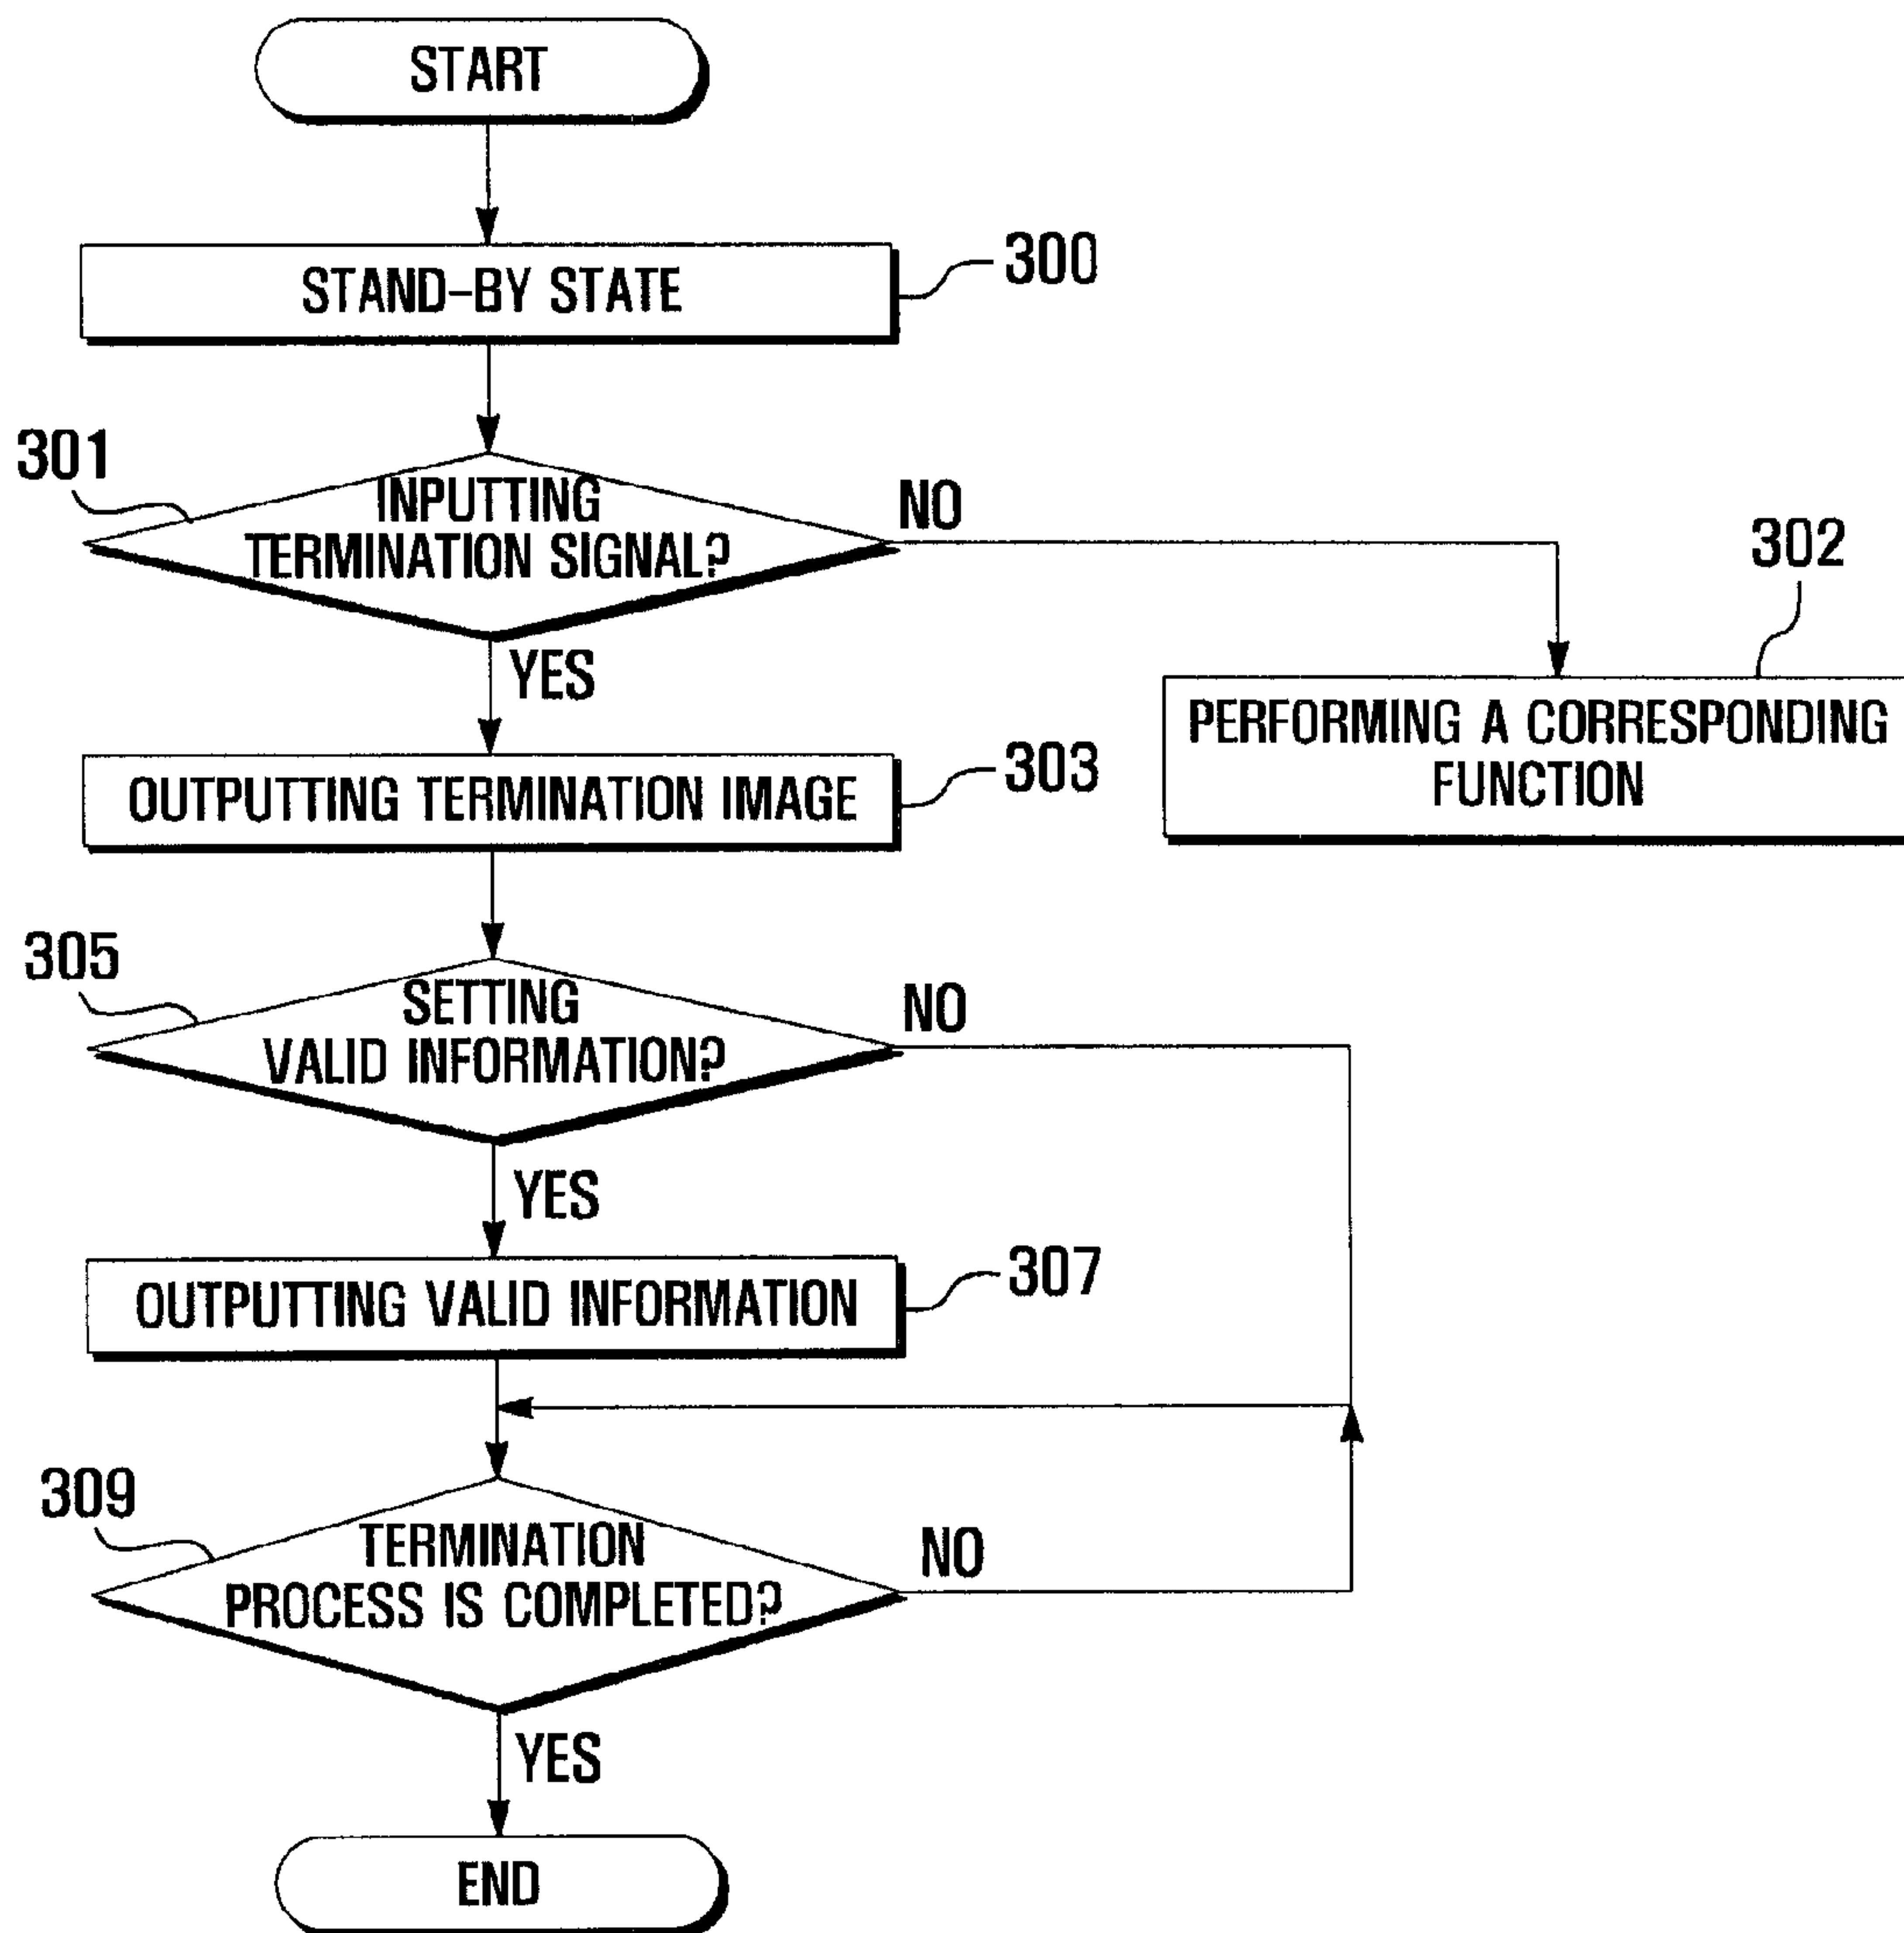 START
STAND-BY STATE
300
301
INPUTTING
TERMINATION SIGNAL?
NO
302
YES
PERFORMING A CORRESPONDING
FUNCTION
OUTPUTTING TERMINATION IMAGE
303
305
SETTING
VALID INFORMATION?
NO
YES
OUTPUTTING VALID INFORMATION
307
309
TERMINATION
PROCESS IS COMPLETED?
NO
YES
END